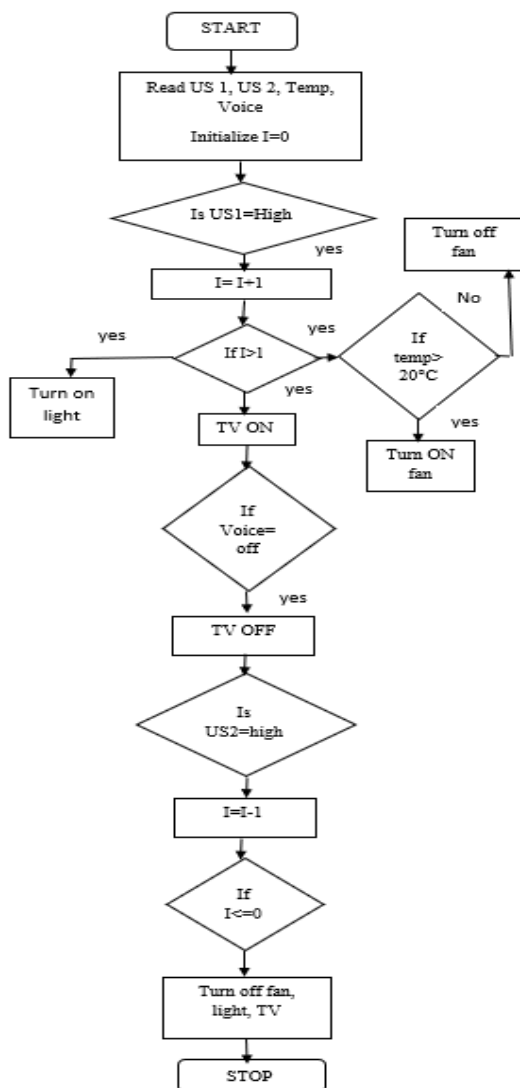 START
Read US 1, US 2, Temp,
Voice
Initialize I=0
Is US1=High
yes
Turn off
fan
I= I+1
No
yes
If I>1
yes
If
temp>
20°C
Turn on
light
yes
yes
TV ON
Turn ON
fan
If
Voice=
off
yes
TV OFF
Is
US2=high
I=I-1
If
I<=0
Turn off fan,
light, TV
STOP